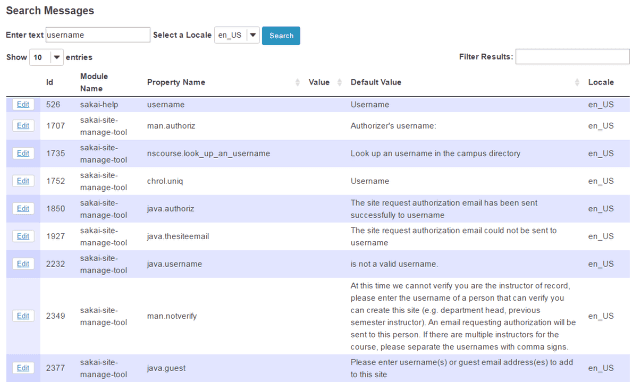 Search Messages
Enter text username Select a Locale en_US Search
Show 10 entries Filter Results:
Id Module Name Property Name Value Default Value Locale
Edit 526 sakai-help username Username en_US
Edit 1707 sakai-site-manage-tool man.authoriz Authorizer's username: en_US
Edit 1735 sakai-site-manage-tool nscourse.look_up_an_username Look up an username in the campus directory en_US
Edit 1752 sakai-site-manage-tool chrol.uniq Username en_US
Edit 1850 sakai-site-manage-tool java.authoriz The site request authorization email has been sent successfully to username en_US
Edit 1927 sakai-site-manage-tool java.thesiteemail The site request authorization email could not be sent to username en_US
Edit 2232 sakai-site-manage-tool java.username is not a valid username. en_US
Edit 2349 sakai-site-manage-tool man.notverify At this time we cannot verify you are the instructor of record, please enter the username of a person that can verify you can create this site (e.g. department head, previous semester instructor). An email requesting authorization will be sent to this person. If there are multiple instructors for the course, please separate the usernames with comma signs. en_US
Edit 2377 sakai-site-manage-tool java.guest Please enter username(s) or guest email address(es) to add to this site en_US